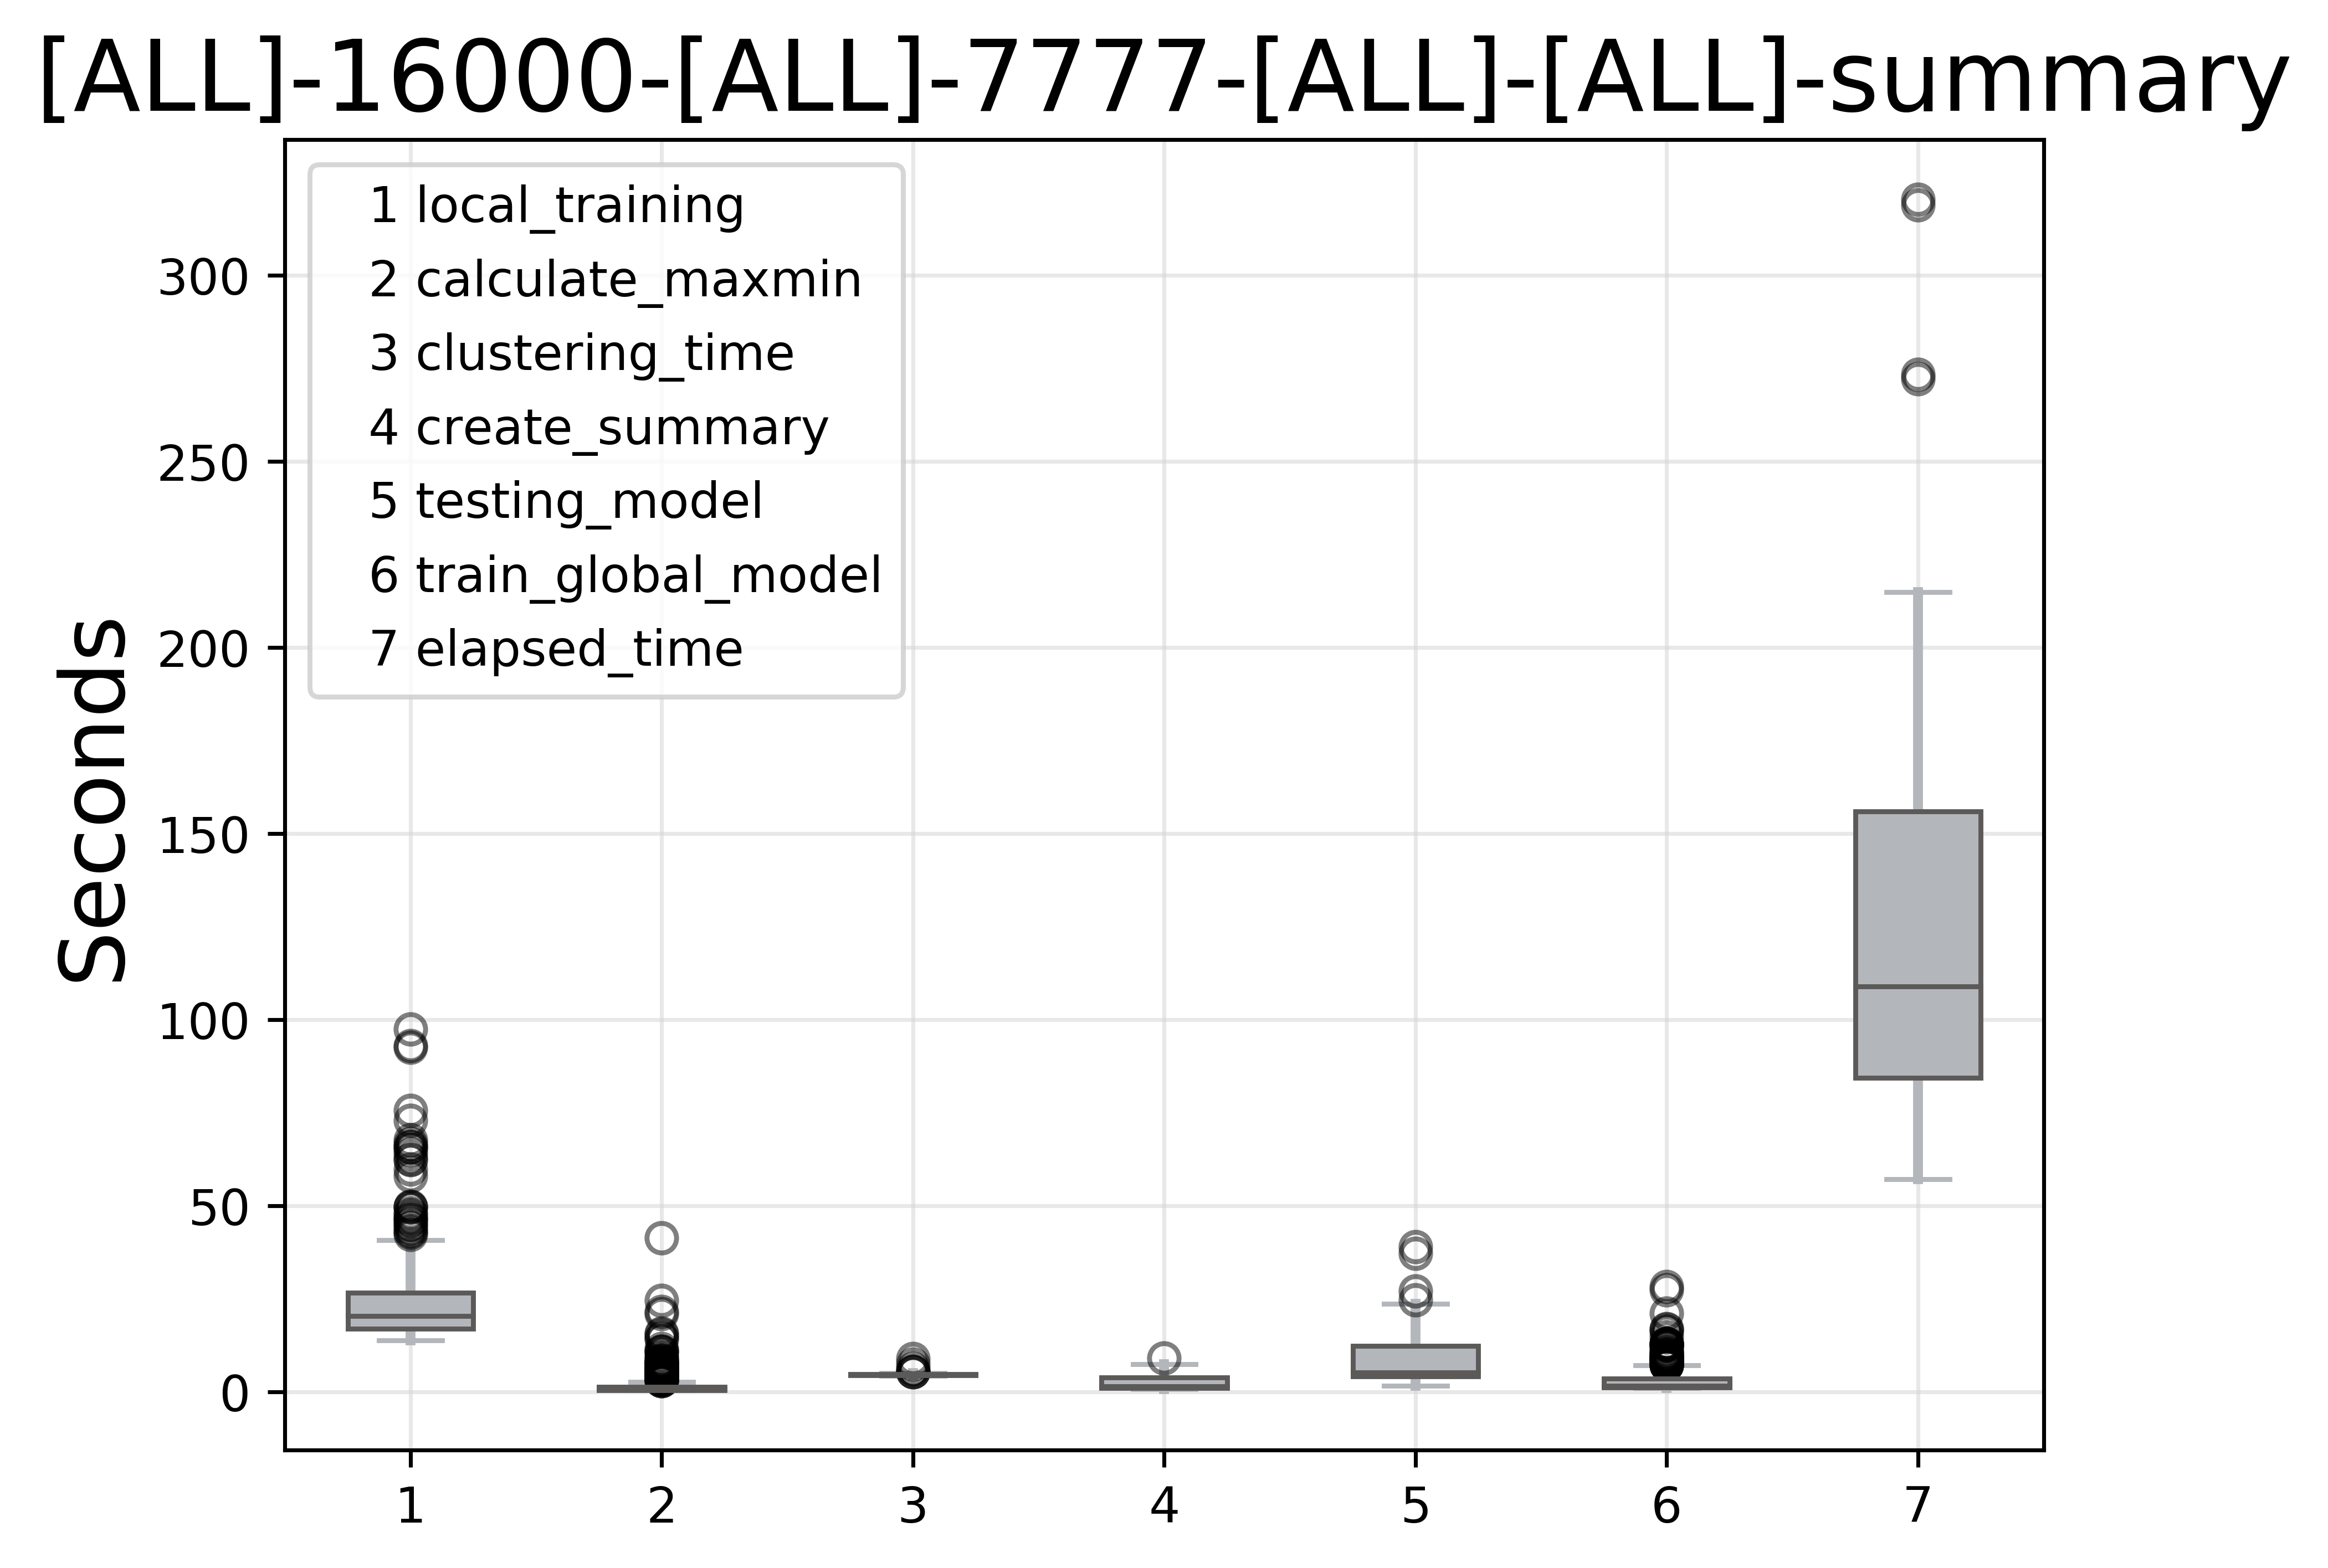 [ALL]-16000-[ALL]-7777-[ALL]-[ALL]-summary
1 local_training
2 calculate_maxmin
3 clustering_time
4 create_summary
5 testing_model
6 train_global_model
7 elapsed_time
Seconds
300
250
200
150
100
50
0
1 2 3 4 5 6 7